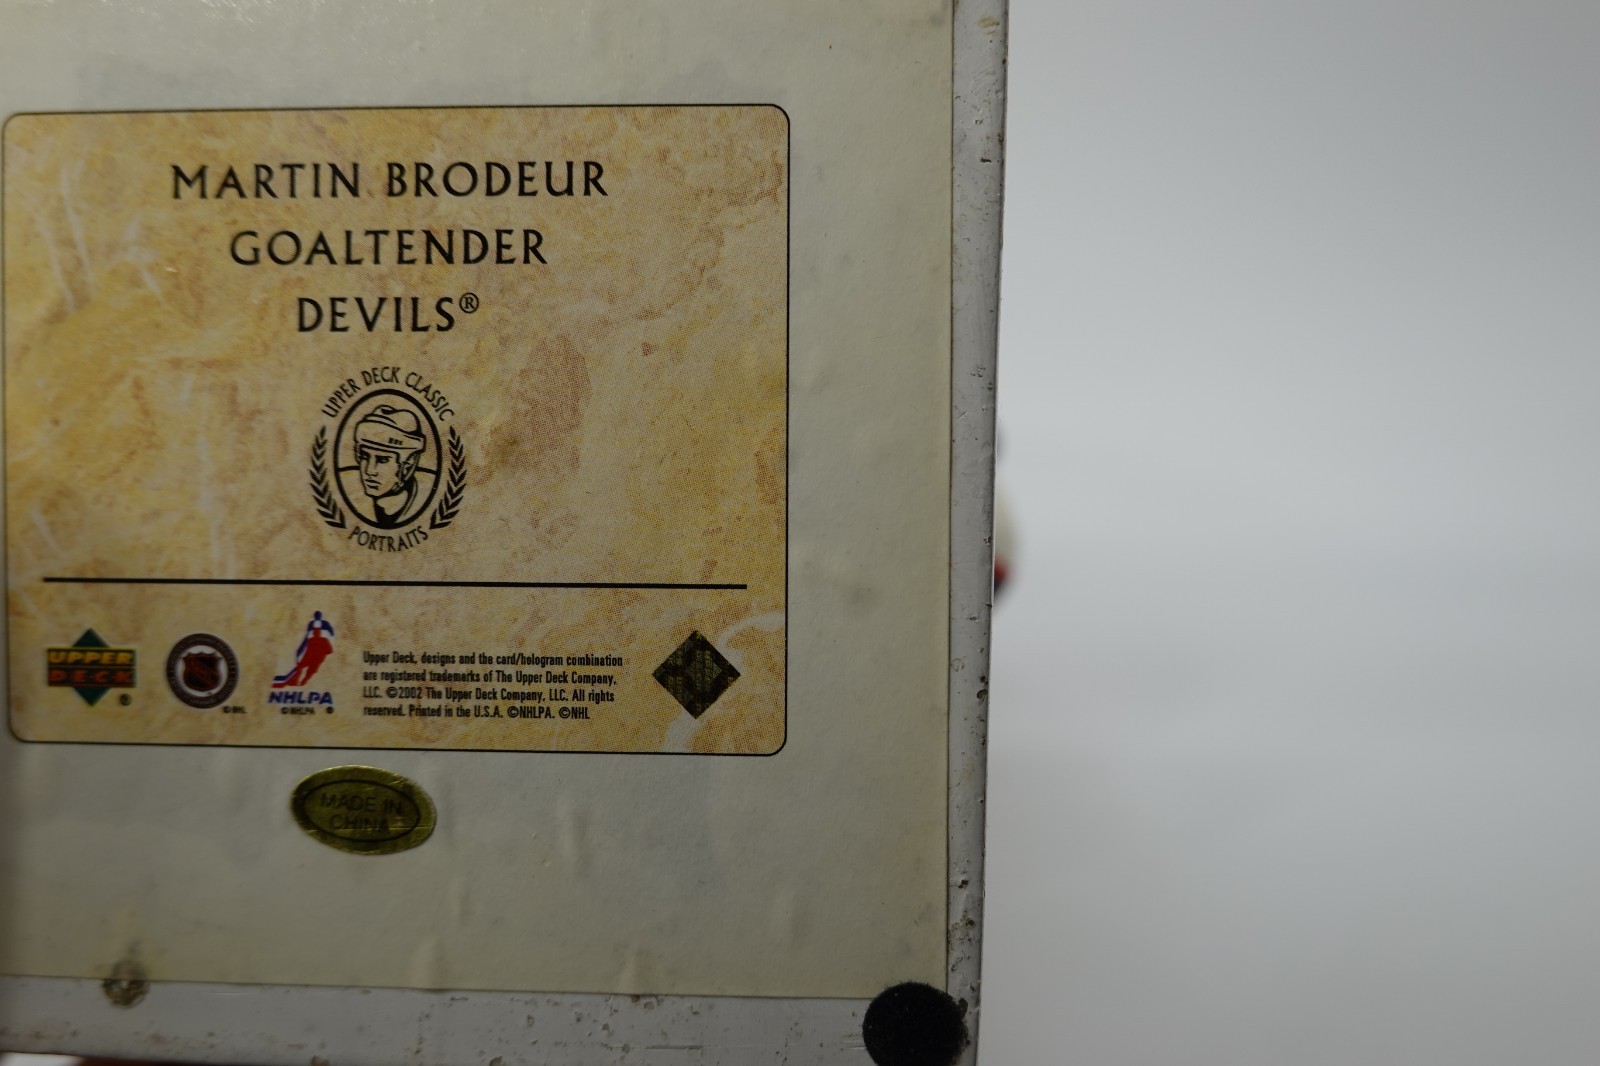 MARTIN BRODEUR
GOALTENDER
DEVILS®
UPPER DECK CLASSIC
PORTRAITS
UPPER
DECK
®
©NHL
NHLPA
©NHLPA ®
Upper Deck, designs and the card/hologram combination
are registered trademarks of The Upper Deck Company,
LLC. ©2002 The Upper Deck Company, LLC. All rights
reserved. Printed in the U.S.A. ©NHLPA. ©NHL
MADE IN
CHINA